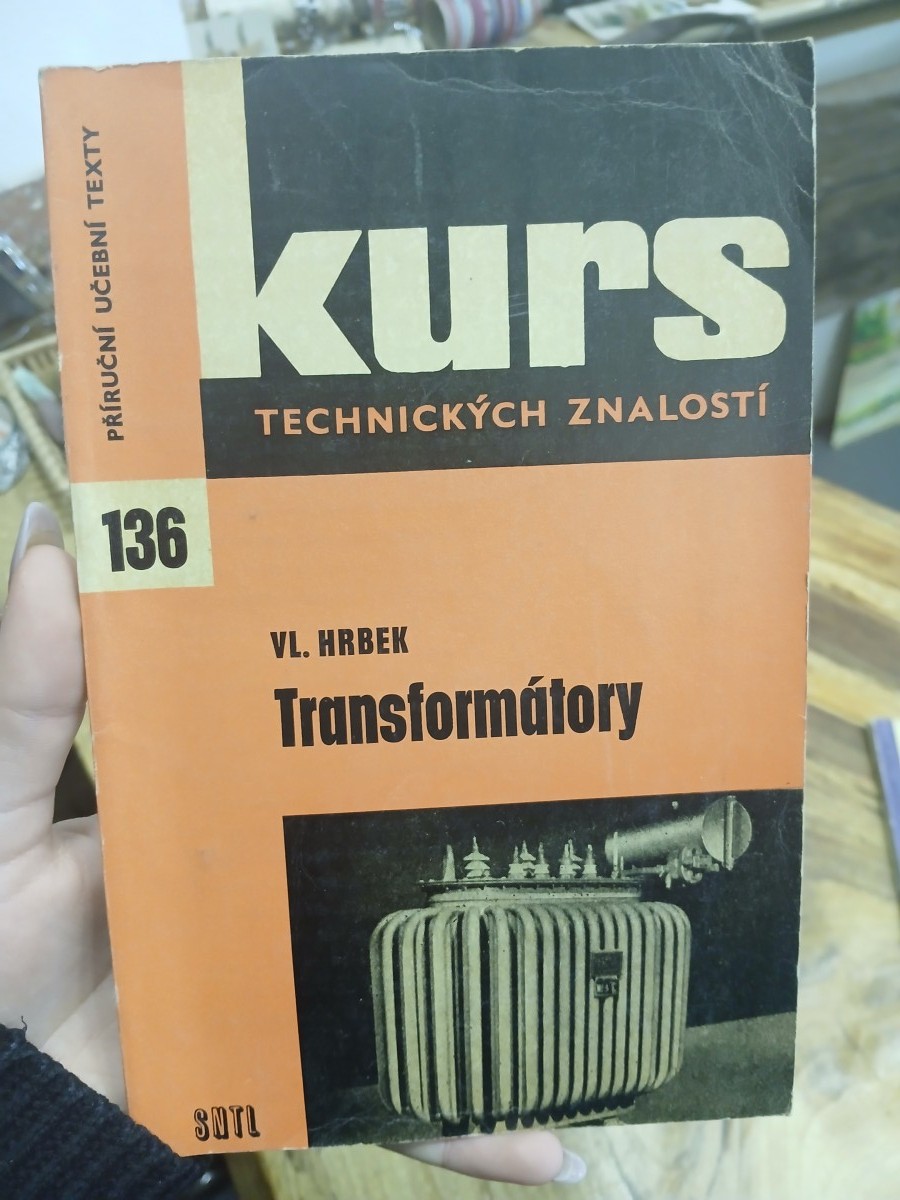 PŘÍRUČNÍ UČEBNÍ TEXTY
kurs
TECHNICKÝCH ZNALOSTÍ
136
VL. HRBEK
Transformátory
SNTL